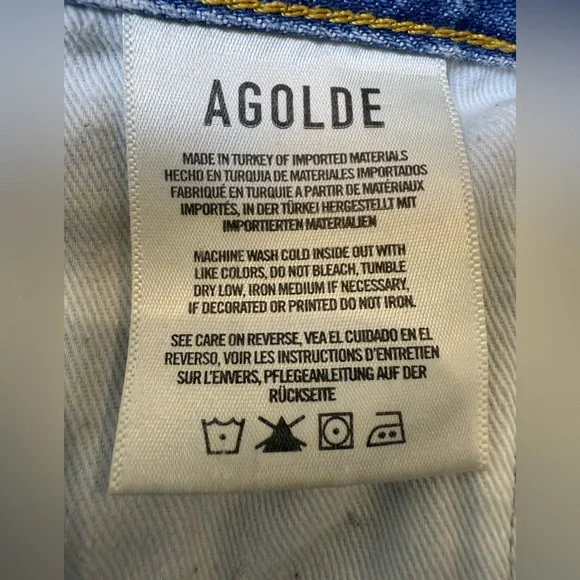 AGOLDE
MADE IN TURKEY OF IMPORTED MATERIALS
HECHO EN TURQUIA DE MATERIALES IMPORTADOS
FABRIQUÉ EN TURQUIE A PARTIR DE MATÉRIAUX
IMPORTÉS, IN DER TÜRKEİ HERGESTELLT MIT
IMPORTIERTEN MATERIALIEN
MACHINE WASH COLD INSIDE OUT WITH
LIKE COLORS, DO NOT BLEACH, TUMBLE
DRY LOW, IRON MEDIUM IF NECESSARY,
IF DECORATED OR PRINTED DO NOT IRON.
SEE CARE ON REVERSE, VEA EL CUIDADO EN EL
REVERSO, VOIR LES INSTRUCTIONS D'ENTRETIEN
SUR L'ENVERS, PFLEGEANLEITUNG AUF DER
RÜCKSEITE